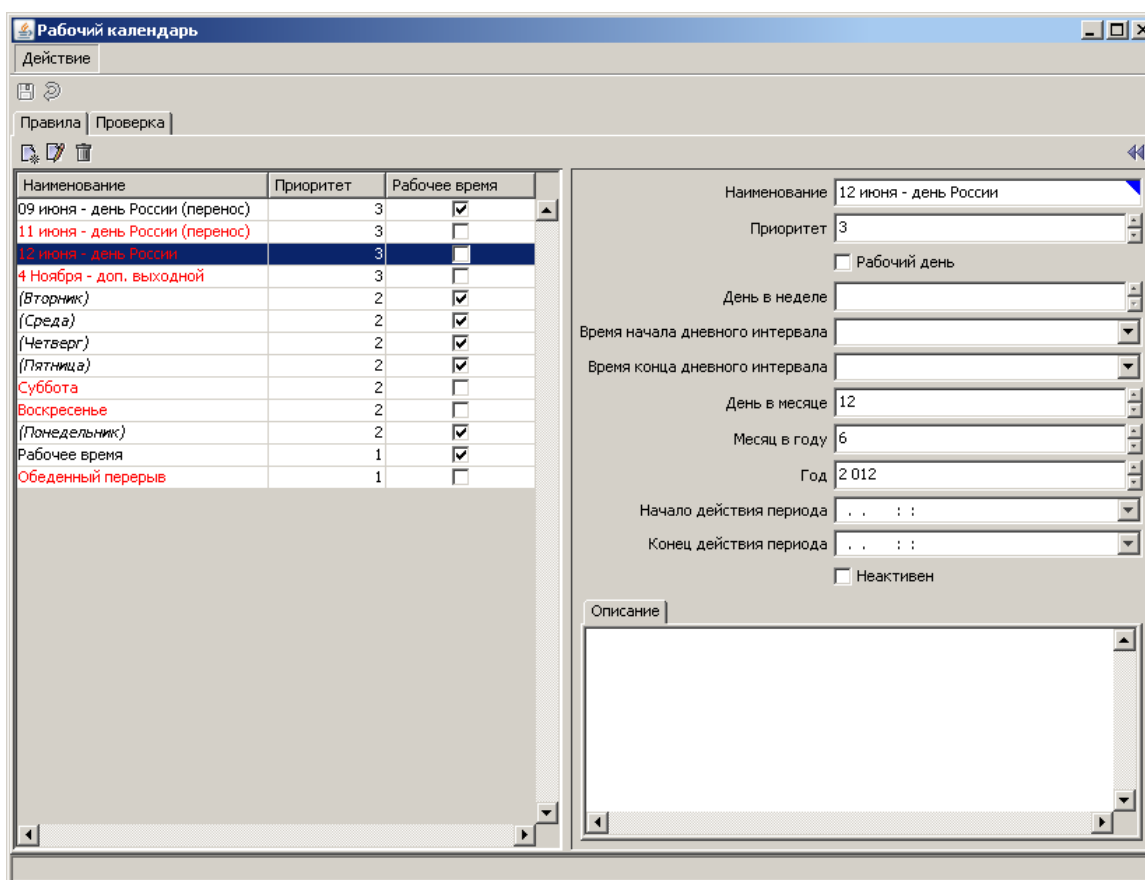 Рабочий календарь
Действие
Правила Проверка
Наименование Приоритет Рабочее время
09 июня - день России (перенос) 3
11 июня - день России (перенос) 3
12 июня - день России 3
4 Ноября - доп. выходной 3
(Вторник) 2
(Среда) 2
(Четверг) 2
(Пятница) 2
Суббота 2
Воскресенье 2
(Понедельник) 2
Рабочее время 1
Обеденный перерыв 1
Наименование 12 июня - день России
Приоритет 3
Рабочий день
День в неделе
Время начала дневного интервала
Время конца дневного интервала
День в месяце 12
Месяц в году 6
Год 2 012
Начало действия периода . . : :
Конец действия периода . . : :
Неактивен
Описание